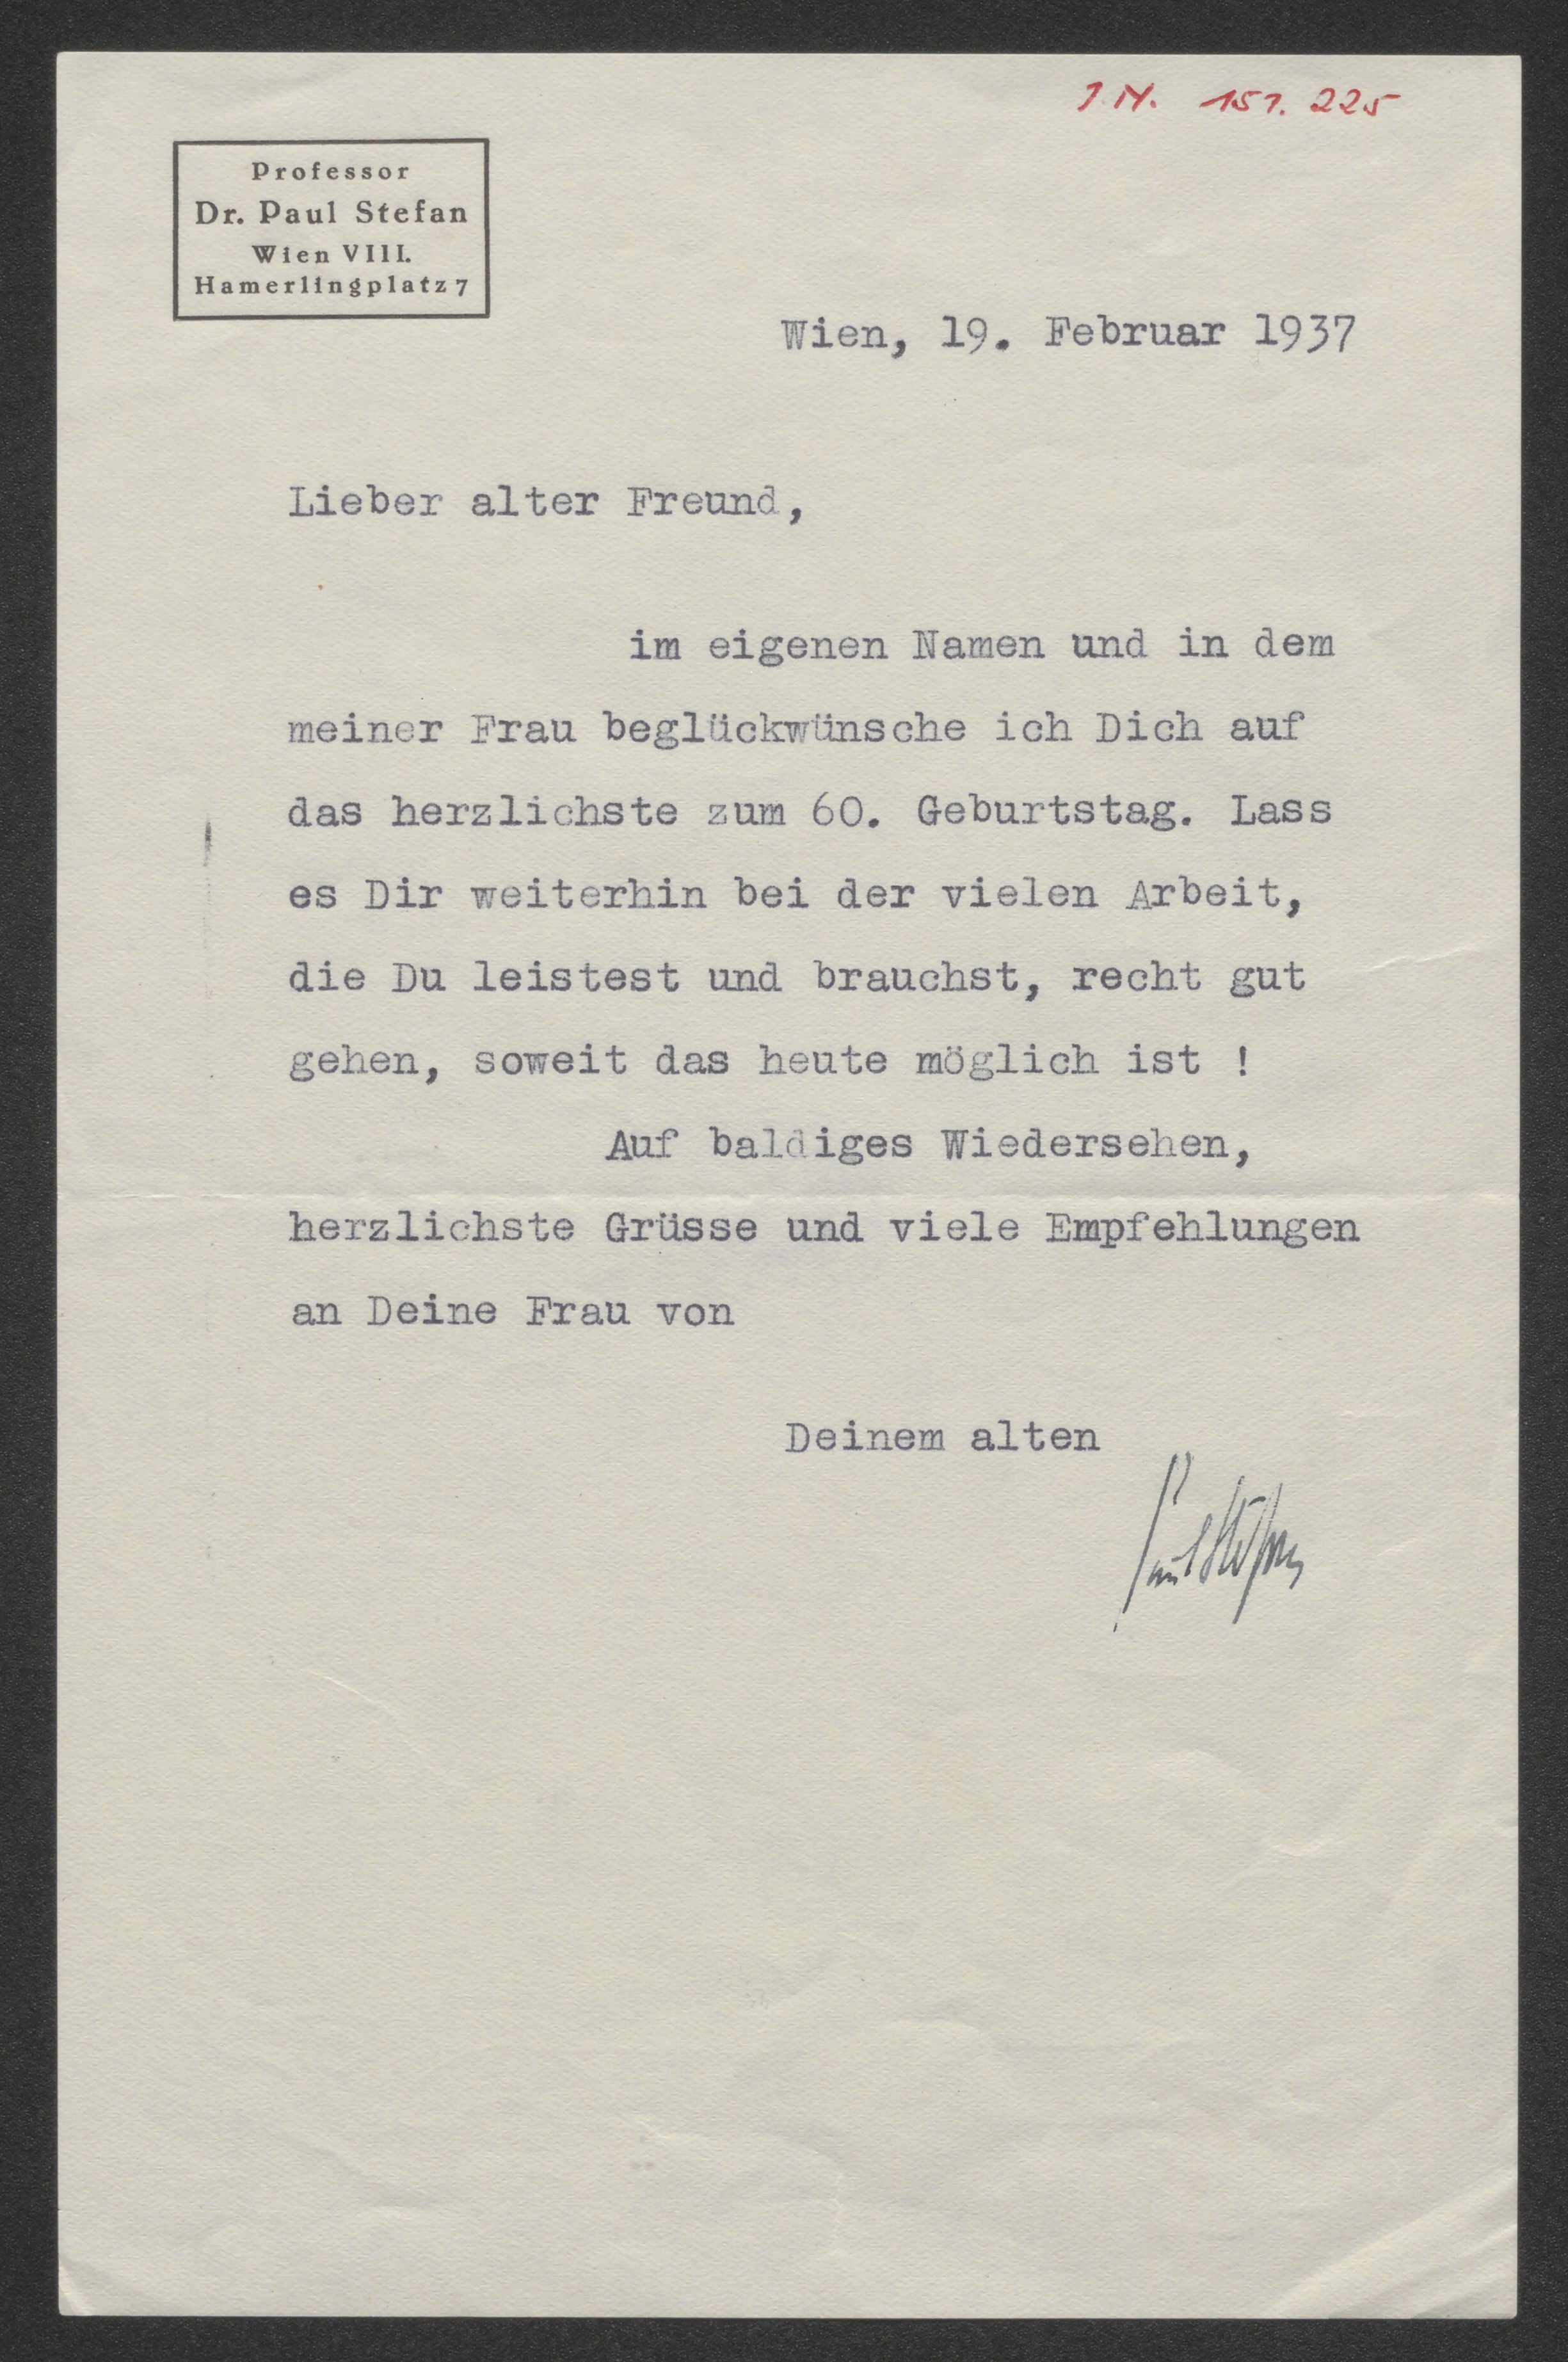 J.N. 151.225
Professor
Dr. Paul Stefan
Wien VIII.
Hamerlingplatz 7
Wien, 19. Februar 1937
Lieber alter Freund,
im eigenen Namen und in dem
meiner Frau beglückwünsche ich Dich auf
das herzlichste zum 60. Geburtstag. Lass
es Dir weiterhin bei der vielen Arbeit,
die Du leistest und brauchst, recht gut
gehen, soweit das heute möglich ist !
Auf baldiges Wiedersehen,
herzlichste Grüsse und viele Empfehlungen
an Deine Frau von
Deinem alten
Paul Stefan